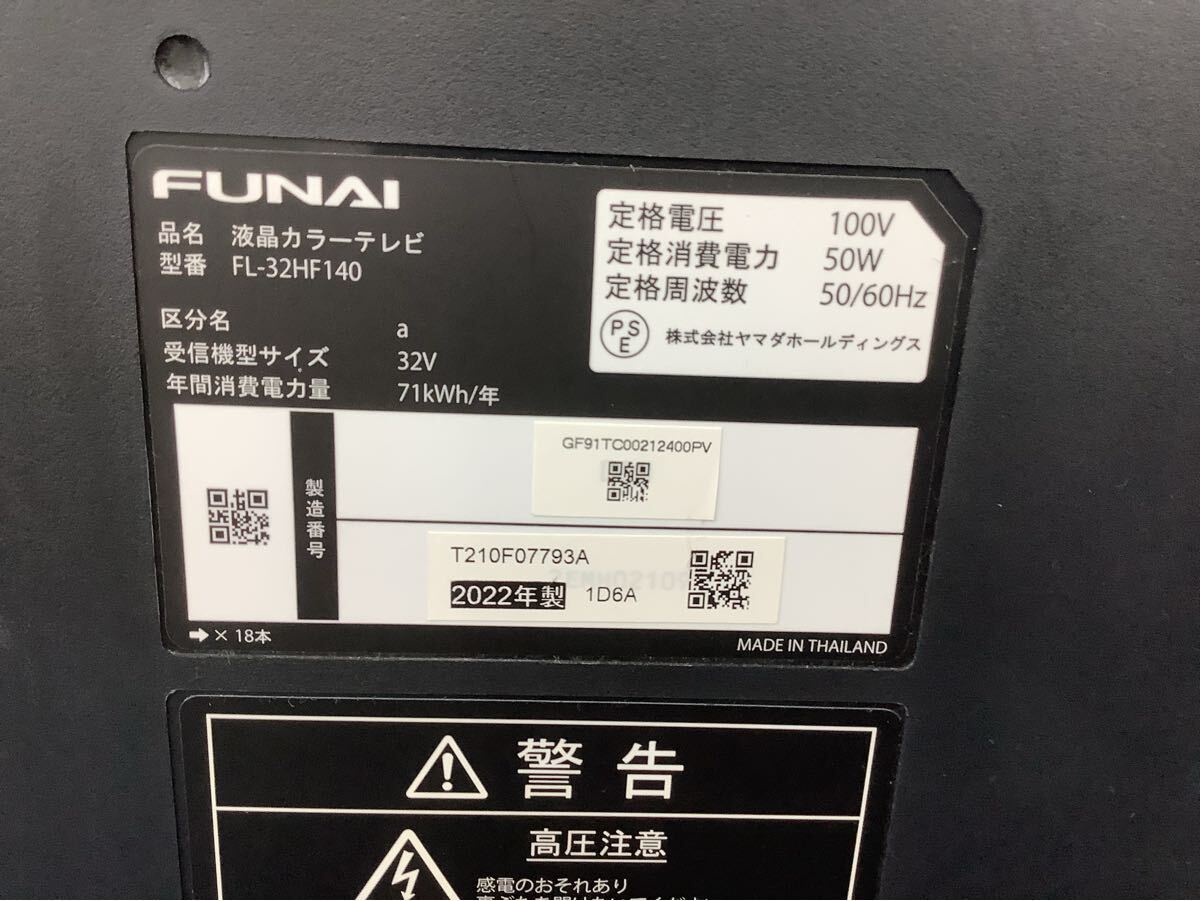 FUNAI
品名 液晶カラーテレビ
型番 FL-32HF140
区分名 a
受信機型サイズ 32V
年間消費電力量 71kWh/年
定格電圧 100V
定格消費電力 50W
定格周波数 50/60Hz
PSE 株式会社ヤマダホールディングス
製造番号
GF91TC00212400PV
T210F07793A
2022年製 1D6A
➡× 18本
MADE IN THAILAND
警告
高圧注意
感電のおそれあり